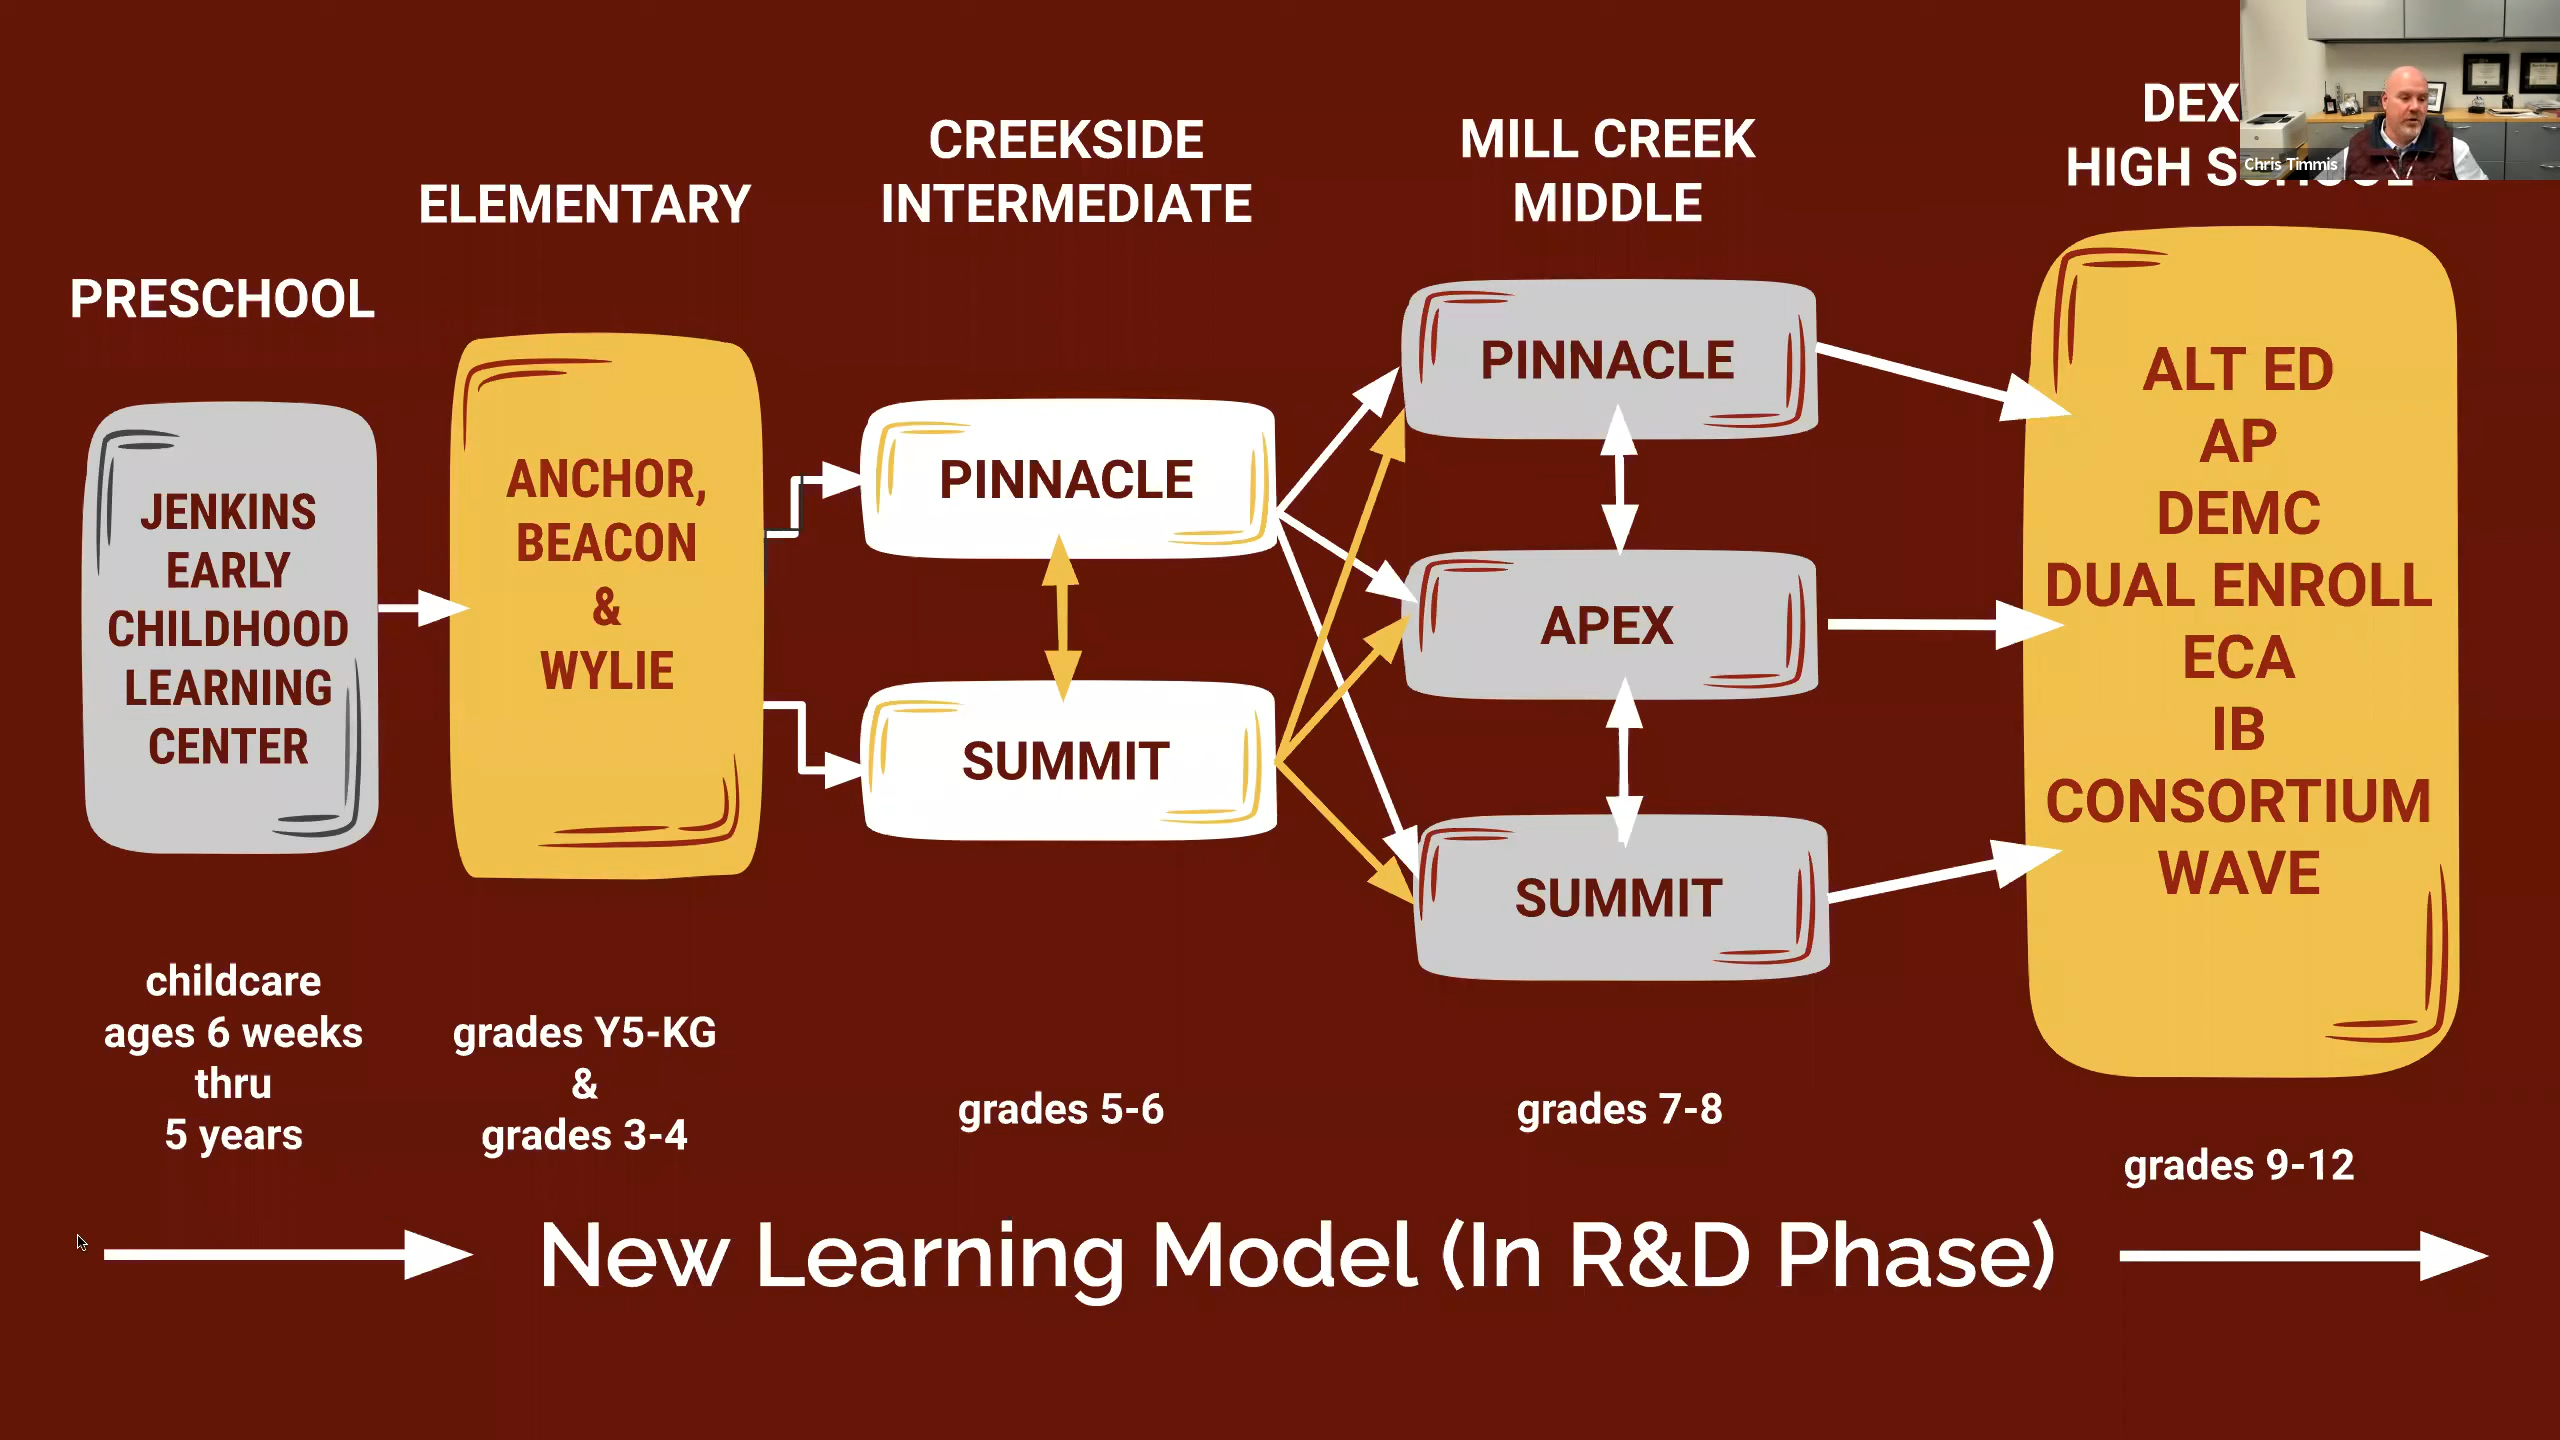 PRESCHOOL
JENKINS
EARLY
CHILDHOOD
LEARNING
CENTER
childcare
ages 6 weeks
thru
5 years
ELEMENTARY
ANCHOR,
BEACON
&
WYLIE
grades Y5-KG
&
grades 3-4
CREEKSIDE
INTERMEDIATE
PINNACLE
SUMMIT
grades 5-6
MILL CREEK
MIDDLE
PINNACLE
APEX
SUMMIT
grades 7-8
HIGH SCHOOL
Chris Timmis
ALT ED
AP
DEMC
DUAL ENROLL
ECA
IB
CONSORTIUM
WAVE
grades 9-12
New Learning Model (In R&D Phase)